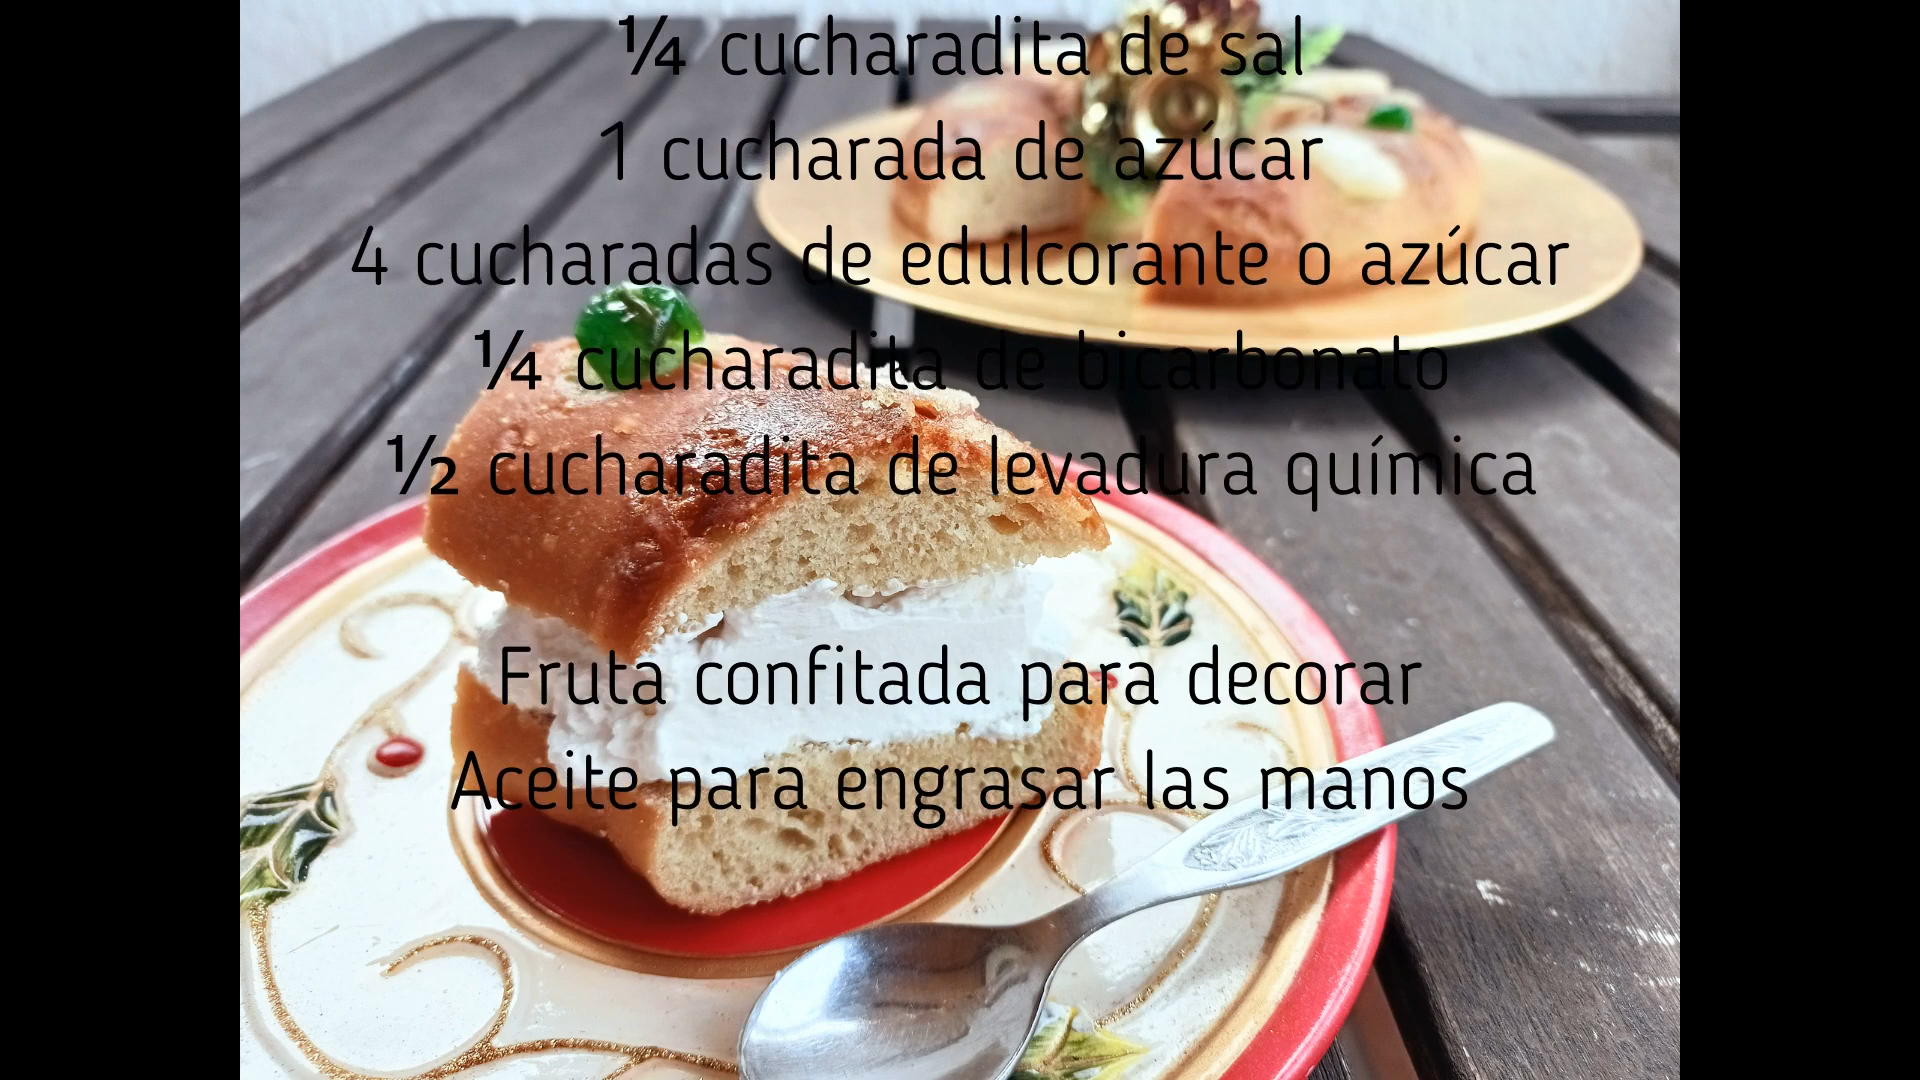 ¼ cucharadita de sal
1 cucharada de azúcar
4 cucharadas de edulcorante o azúcar
¼ cucharadita de bicarbonato
½ cucharadita de levadura química
Fruta confitada para decorar
Aceite para engrasar las manos